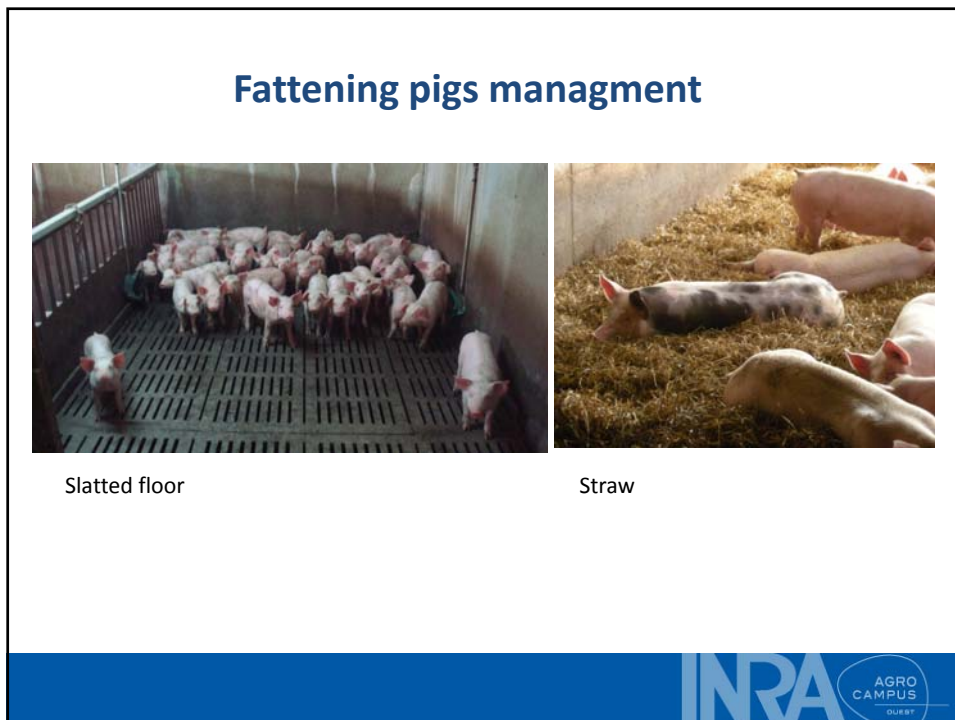 Fattening pigs managment
Slatted floor
Straw
INRA
AGRO
CAMPUS
OUEST